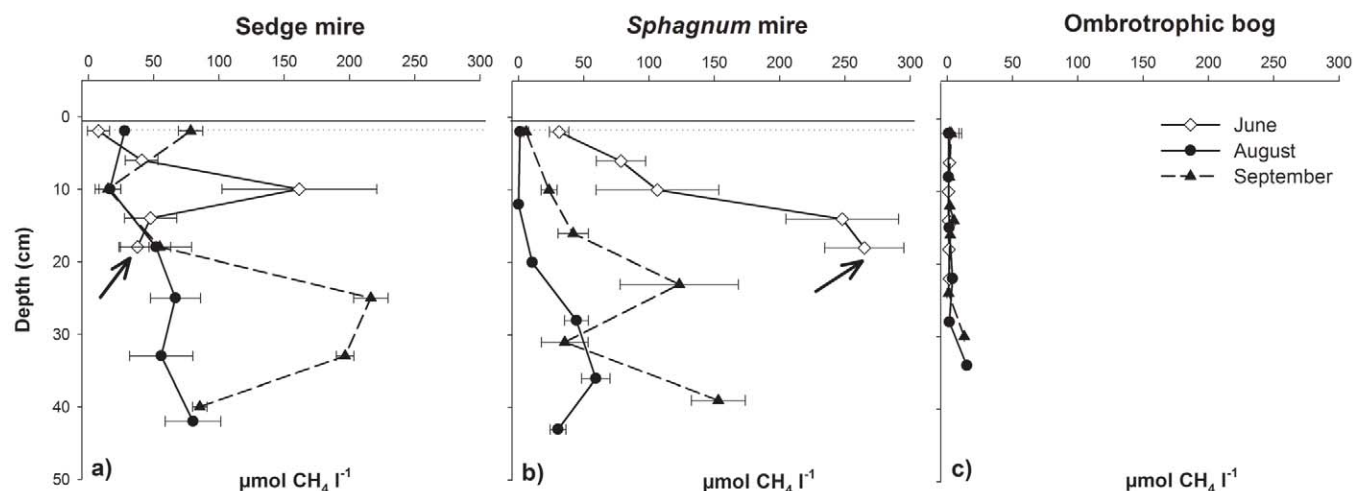 Sedge mire
Sphagnum mire
Ombrotrophic bog
0 50 100 150 200 250 300
0 50 100 150 200 250 300
0 50 100 150 200 250 300
Depth (cm)
0
10
20
30
40
50
June
August
September
a)
µmol CH₄ l⁻¹
b)
µmol CH₄ l⁻¹
c)
µmol CH₄ l⁻¹